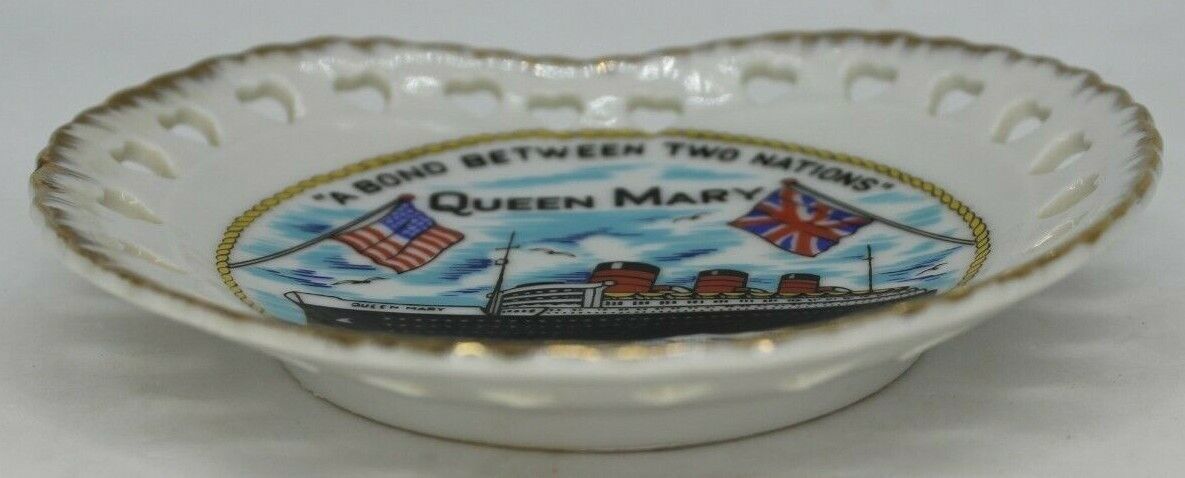 "A BOND BETWEEN TWO NATIONS"
QUEEN MARY
QUEEN MARY